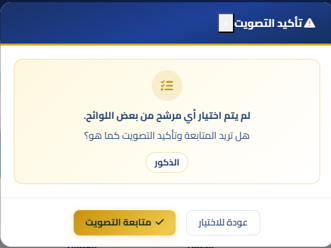 تأكيد التصويت
لم يتم اختيار أي مرشح من بعض اللوائح.
هل تريد المتابعة وتأكيد التصويت كما هو؟
الذكور
عودة للاختيار
متابعة التصويت